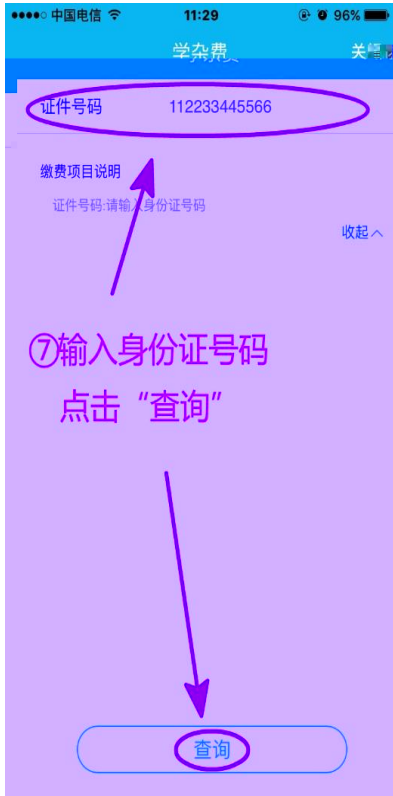 中国电信 11:29 96%
学杂费
证件号码 112233445566
缴费项目说明
证件号码:请输入身份证号码
收起
⑦输入身份证号码
点击“查询”
查询